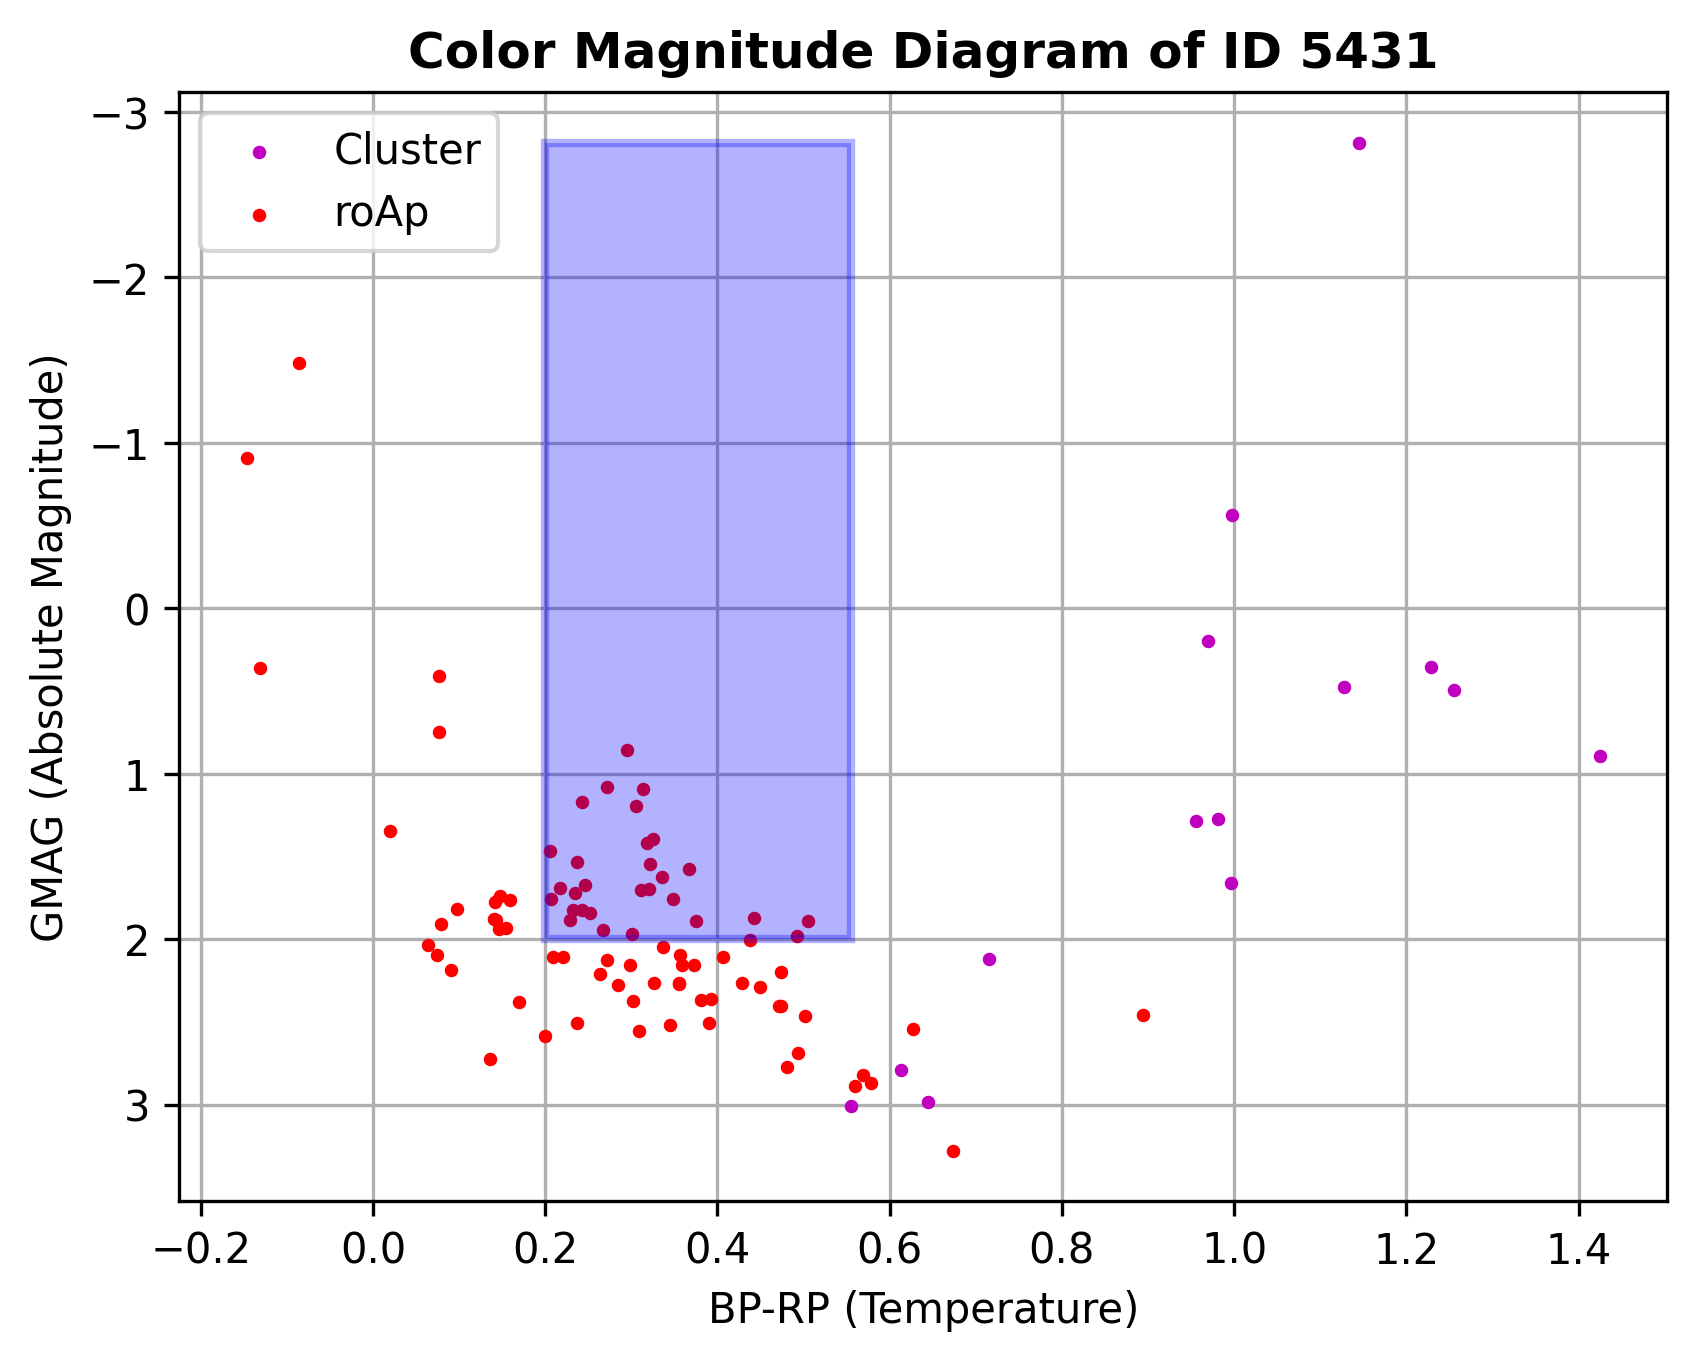 Color Magnitude Diagram of ID 5431
Cluster
roAp
GMAG (Absolute Magnitude)
−3
−2
−1
0
1
2
3
−0.2 0.0 0.2 0.4 0.6 0.8 1.0 1.2 1.4
BP-RP (Temperature)